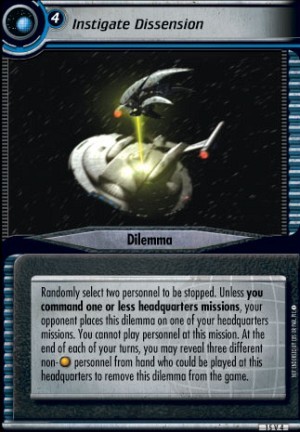 4 Instigate Dissension
Dilemma
Randomly select two personnel to be stopped. Unless you
command one or less headquarters missions, your
opponent places this dilemma on one of your headquarters
missions. You cannot play personnel at this mission. At the
end of each of your turns, you may reveal three different
non- personnel from hand who could be played at this
headquarters to remove this dilemma from the game.
15 V 4